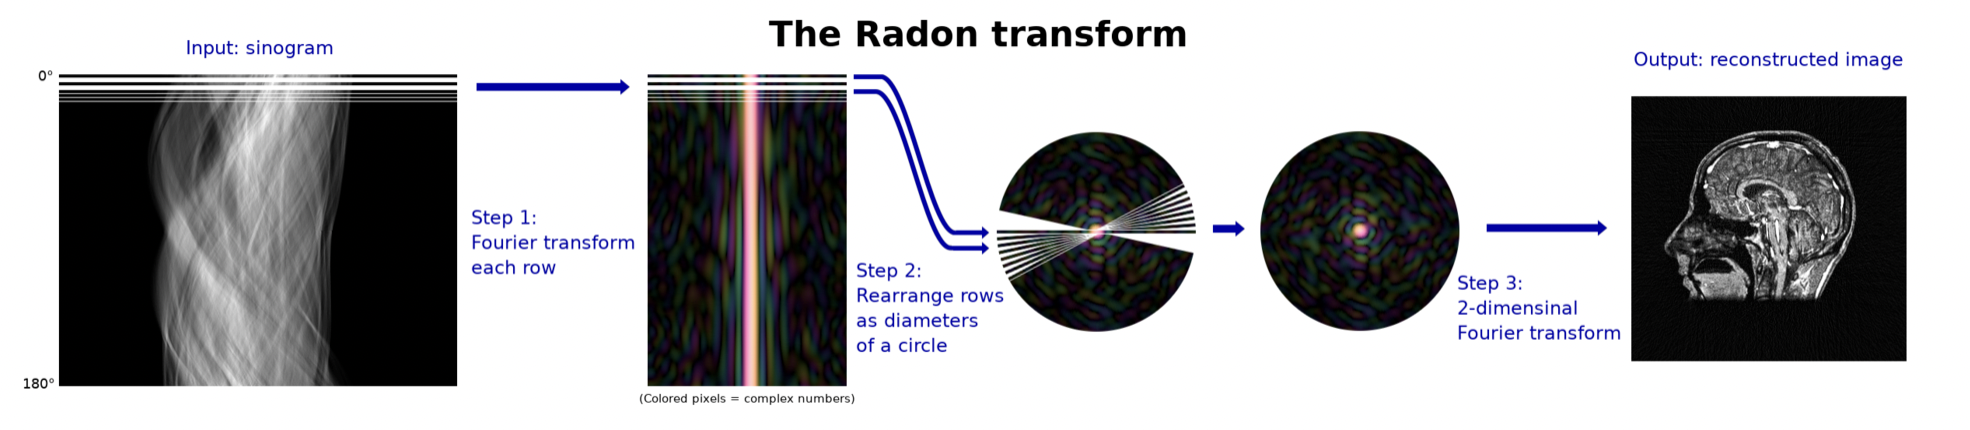 The Radon transform
Input: sinogram
0°
180°
Step 1:
Fourier transform
each row
(Colored pixels = complex numbers)
Step 2:
Rearrange rows
as diameters
of a circle
Step 3:
2-dimensinal
Fourier transform
Output: reconstructed image